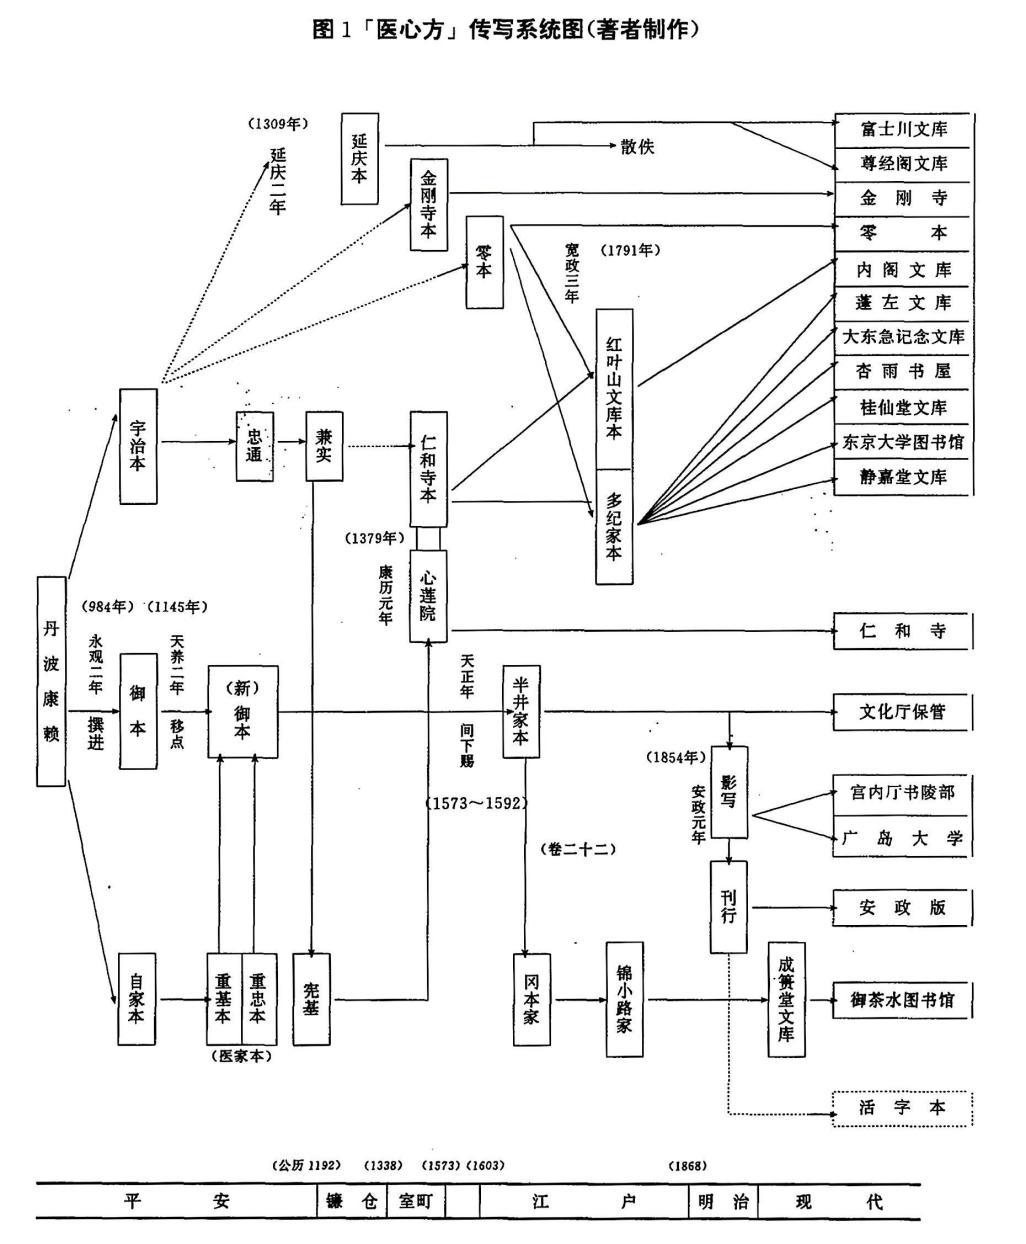 图1「医心方」传写系统图(著者制作)
(1309年)
延庆二年
延庆本
散佚
金刚寺本
零本
宽政三年
(1791年)
富士川文库
尊经阁文库
金刚寺
零本
内阁文库
蓬左文库
大东急记念文库
杏雨书屋
桂仙堂文库
东京大学图书馆
静嘉堂文库
红叶山文库本
多纪家本
宇治本
忠通
兼实
仁和寺本
(1379年)
康历元年
心莲院
仁和寺
丹波康赖
(984年)
永观二年
撰进
御本
(1145年)
天养二年
移点
(新)
御本
天正年
间下赐
(1573～1592)
半井家本
文化厅保管
(1854年)
安政元年
影写
宫内厅书陵部
广岛大学
(卷二十二)
刊行
安政版
自家本
重基本
重忠本
(医家本)
宪基
冈本家
锦小路家
成篑堂文库
御茶水图书馆
活字本
(公历1192)
(1338)
(1573)
(1603)
(1868)
平安
镰仓
室町
江户
明治
现代